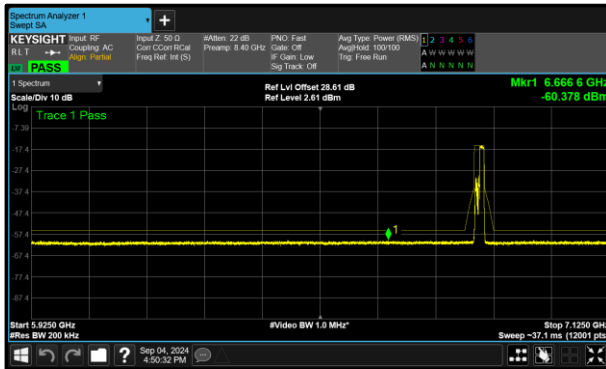 Spectrum Analyzer 1
Swept SA
KEYSIGHT Input: RF Input Z: 50 Ω #Atten: 22 dB PNO: Fast Avg Type: Power (RMS) 1 2 3 4 5 6
RLT Coupling: AC Corr CCorr RCal Preamp: 8.40 GHz Gate: Off Avg|Hold: 100/100 A W W W W W
Align: Partial Freq Ref: Int (S) IF Gain: Low Trig: Free Run
LV PASS Sig Track: Off A N N N N N
1 Spectrum Ref Lvl Offset 28.61 dB Mkr1 6.666 6 GHz
Scale/Div 10 dB Ref Level 2.61 dBm -60.378 dBm
Log
Trace 1 Pass
-7.39
-17.4
-27.4
-37.4
-47.4
1
-57.4
-67.4
-77.4
-87.4
Start 5.9250 GHz #Video BW 1.0 MHz* Stop 7.1250 GHz
#Res BW 200 kHz Sweep ~37.1 ms (12001 pts)
? Sep 04, 2024
4:50:32 PM